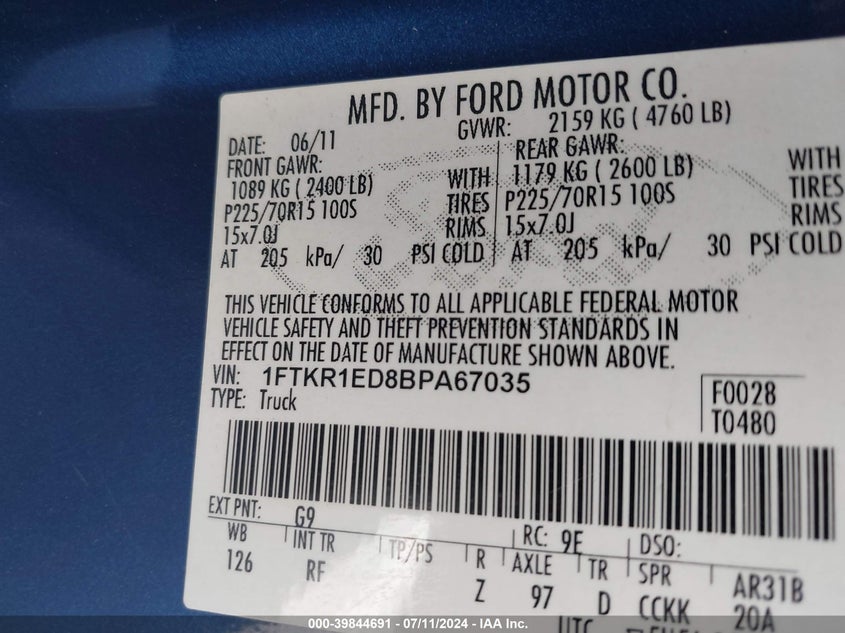 MFD. BY FORD MOTOR CO.
DATE: 06/11 GVWR: 2159 KG ( 4760 LB)
FRONT GAWR: REAR GAWR:
1089 KG ( 2400 LB) WITH 1179 KG ( 2600 LB) WITH
P225/70R15 100S TIRES P225/70R15 100S TIRES
15x7.0J RIMS 15x7.0J RIMS
AT 205 kPa/ 30 PSI COLD AT 205 kPa/ 30 PSI COLD
THIS VEHICLE CONFORMS TO ALL APPLICABLE FEDERAL MOTOR
VEHICLE SAFETY AND THEFT PREVENTION STANDARDS IN
EFFECT ON THE DATE OF MANUFACTURE SHOWN ABOVE.
VIN: 1FTKR1ED8BPA67035
TYPE: Truck
F0028
T0480
EXT PNT: G9 RC: 9E DSO:
WB INT TR TP/PS R AXLE TR SPR AR31B
126 RF Z 97 D CCKK 20A
UTC
000-39844691 - 07/11/2024 - IAA Inc.